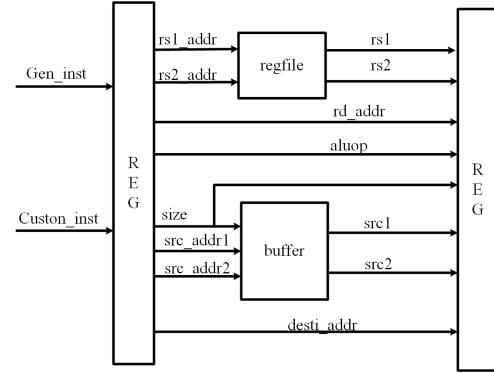 rs1_addr
rs1
regfile
Gen_inst
rs2_addr
rs2
rd_addr
aluop
R
E
G
R
E
G
size
Custon_inst
src_addr1
src1
buffer
src_addr2
src2
desti_addr